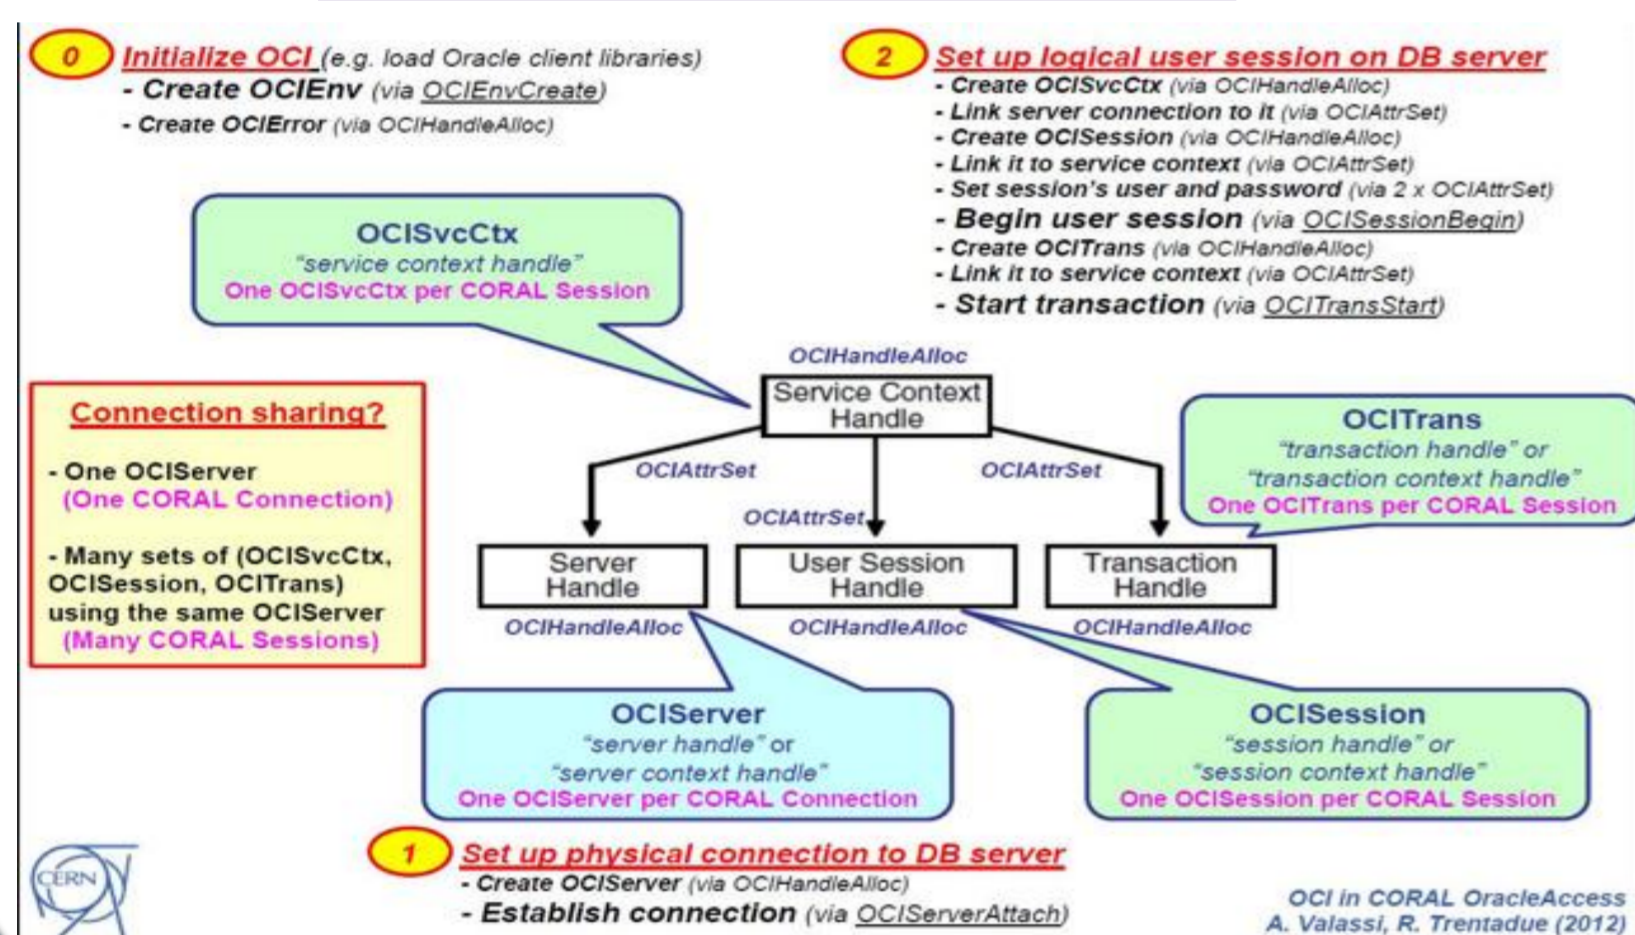 0 Initialize OCI (e.g. load Oracle client libraries)
- Create OCIEnv (via OCIEnvCreate)
- Create OCIError (via OCIHandleAlloc)
2 Set up logical user session on DB server
- Create OCISvcCtx (via OCIHandleAlloc)
- Link server connection to it (via OCIAttrSet)
- Create OCISession (via OCIHandleAlloc)
- Link it to service context (via OCIAttrSet)
- Set session's user and password (via 2 x OCIAttrSet)
- Begin user session (via OCISessionBegin)
- Create OCITrans (via OCIHandleAlloc)
- Link it to service context (via OCIAttrSet)
- Start transaction (via OCITransStart)
OCISvcCtx
"service context handle"
One OCISvcCtx per CORAL Session
Connection sharing?
- One OCIServer
(One CORAL Connection)
- Many sets of (OCISvcCtx,
OCISession, OCITrans)
using the same OCIServer
(Many CORAL Sessions)
OCIHandleAlloc
Service Context
Handle
OCIAttrSet
OCIAttrSet
OCIAttrSet
OCITrans
"transaction handle" or
"transaction context handle"
One OCITrans per CORAL Session
Server
Handle
User Session
Handle
Transaction
Handle
OCIHandleAlloc
OCIHandleAlloc
OCIHandleAlloc
OCIServer
"server handle" or
"server context handle"
One OCIServer per CORAL Connection
OCISession
"session handle" or
"session context handle"
One OCISession per CORAL Session
1 Set up physical connection to DB server
- Create OCIServer (via OCIHandleAlloc)
- Establish connection (via OCIServerAttach)
CERN
OCI in CORAL OracleAccess
A. Valassi, R. Trentadue (2012)